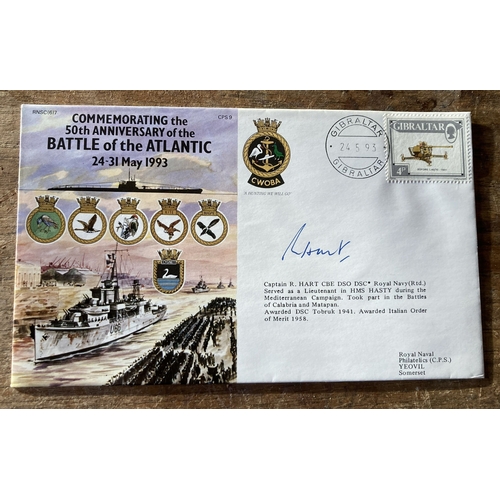 RNSC(6)7
CPS 9
COMMEMORATING the
50th ANNIVERSARY of the
BATTLE of the ATLANTIC
24-31 May 1993
CWOBA
GIBRALTAR
24.5.93
GIBRALTAR
GIBRALTAR
4P
R Hart
Captain R. HART CBE DSO DSC* Royal Navy(Rtd.)
Served as a Lieutenant in HMS HASTY during the
Mediterranean Campaign. Took part in the Battles
of Calabria and Matapan.
Awarded DSC Tobruk 1941. Awarded Italian Order
of Merit 1958.
Royal Naval
Philatelics (C.P.S.)
YEOVIL
Somerset